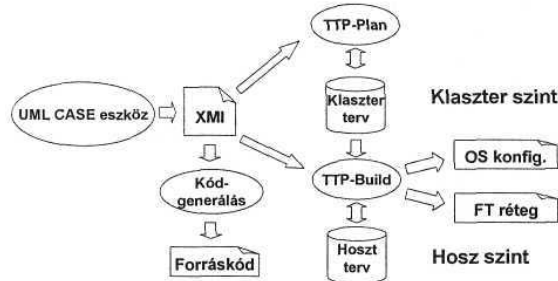 TTP-Plan
UML CASE eszköz
XMI
Klaszter
terv
Klaszter szint
Kód-
generálás
TTP-Build
OS konfig.
FT réteg
Forráskód
Hoszt
terv
Hosz szint